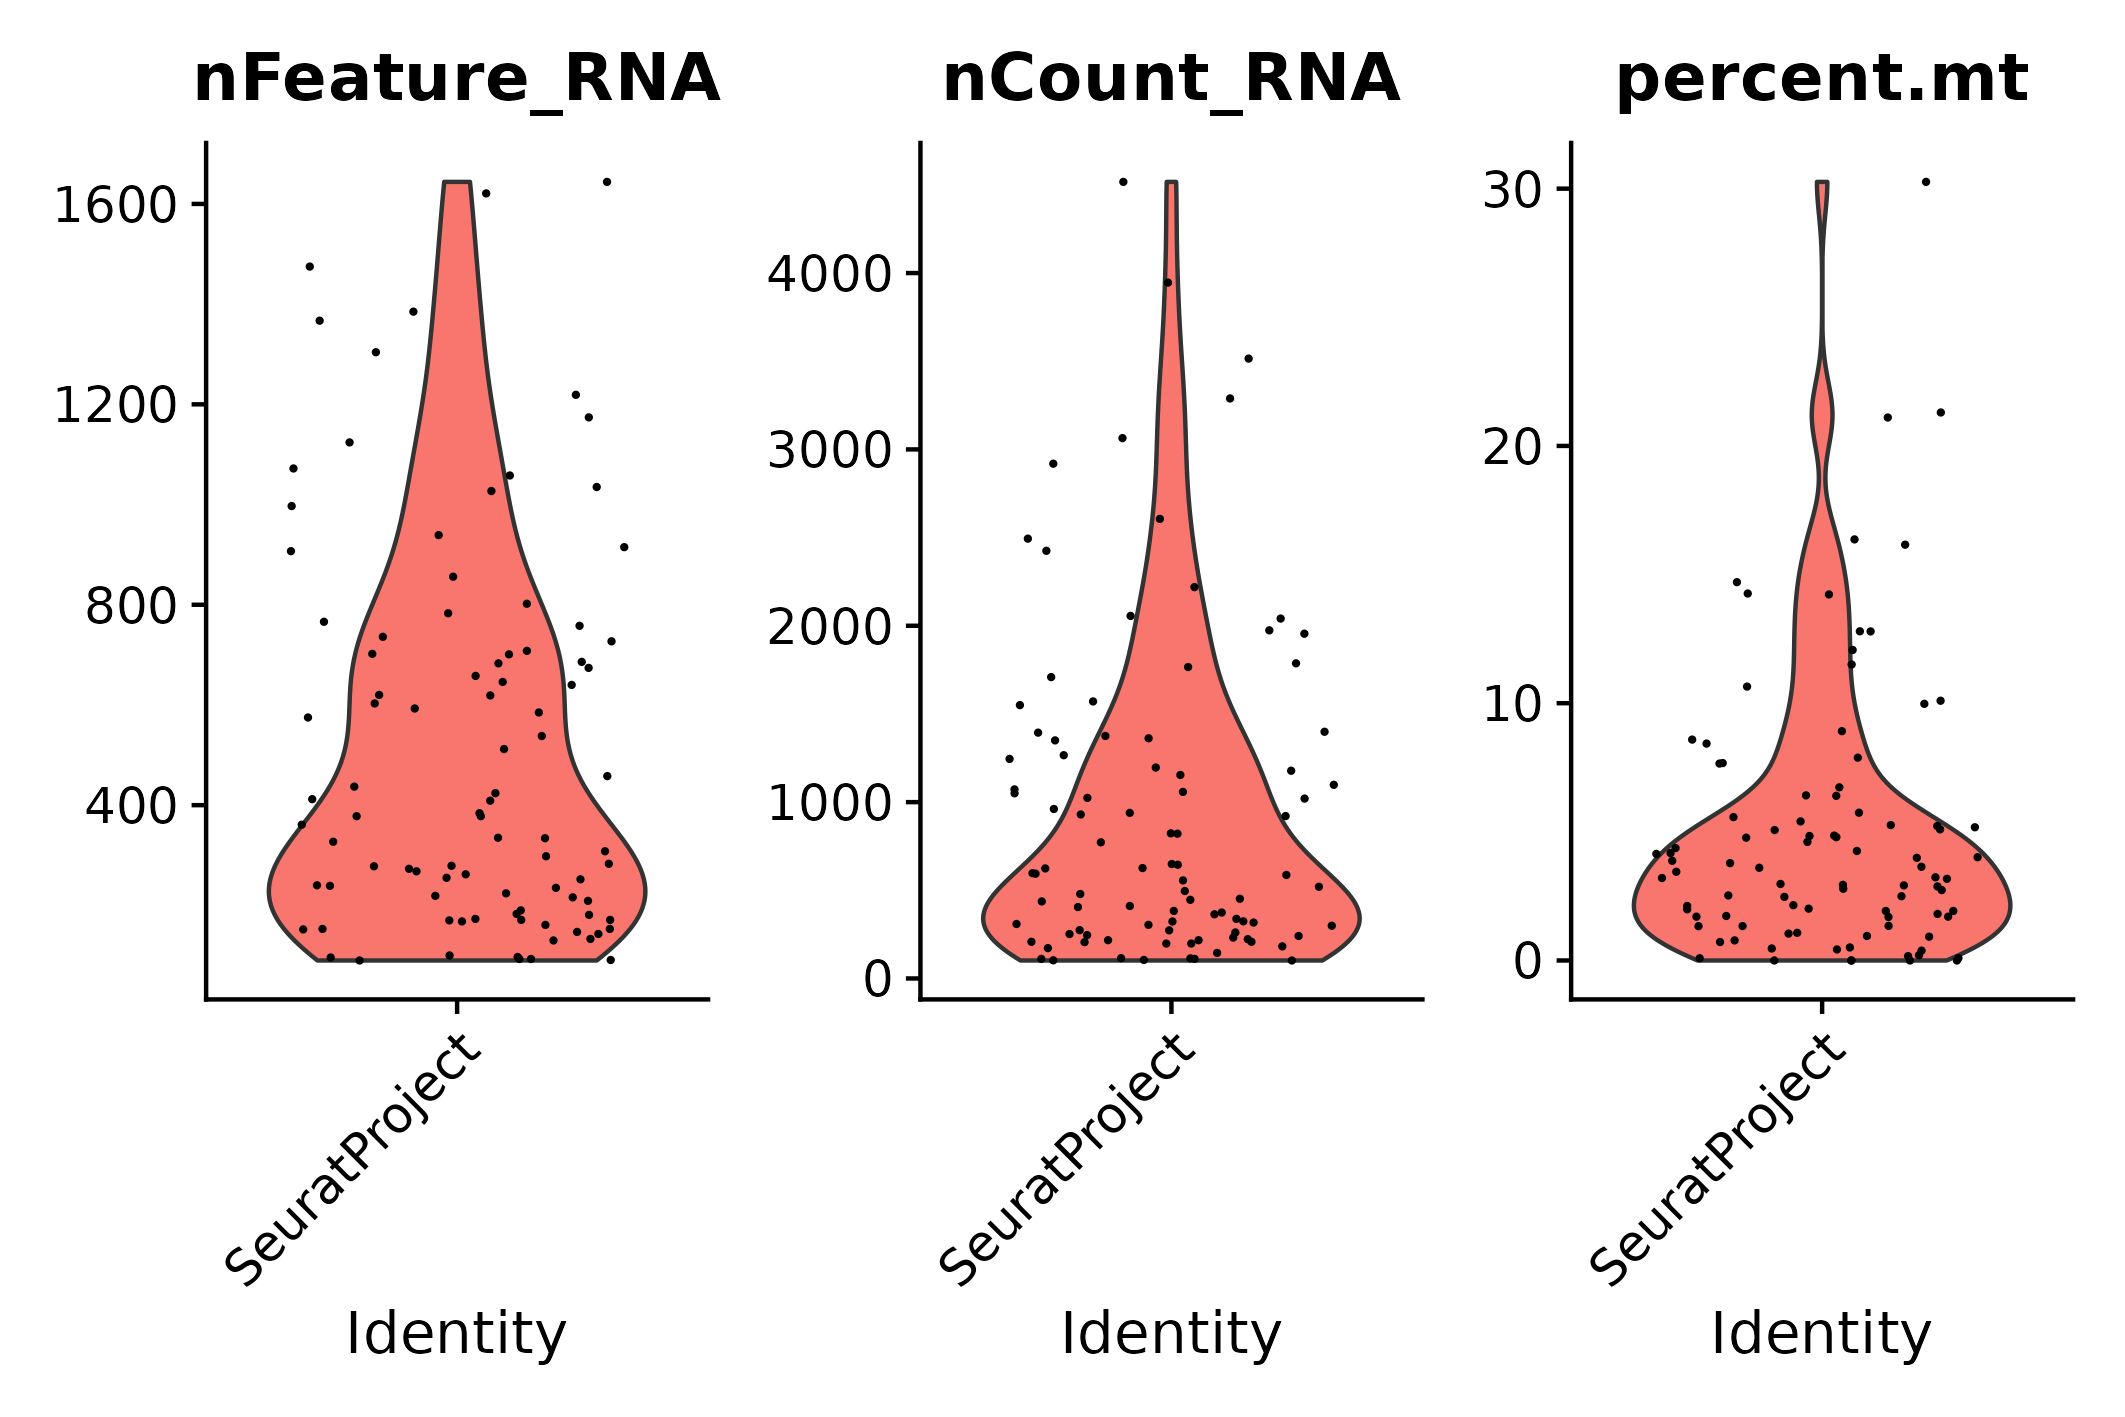 nFeature_RNA
1600
1200
800
400
SeuratProject
Identity
nCount_RNA
4000
3000
2000
1000
0
SeuratProject
Identity
percent.mt
30
20
10
0
SeuratProject
Identity